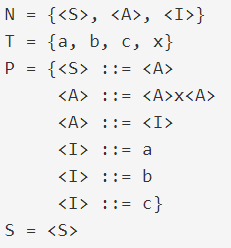 N = {<S>, <A>, <I>}
T = {a, b, c, x}
P = {<S> ::= <A>
<A> ::= <A>x<A>
<A> ::= <I>
<I> ::= a
<I> ::= b
<I> ::= c}
S = <S>